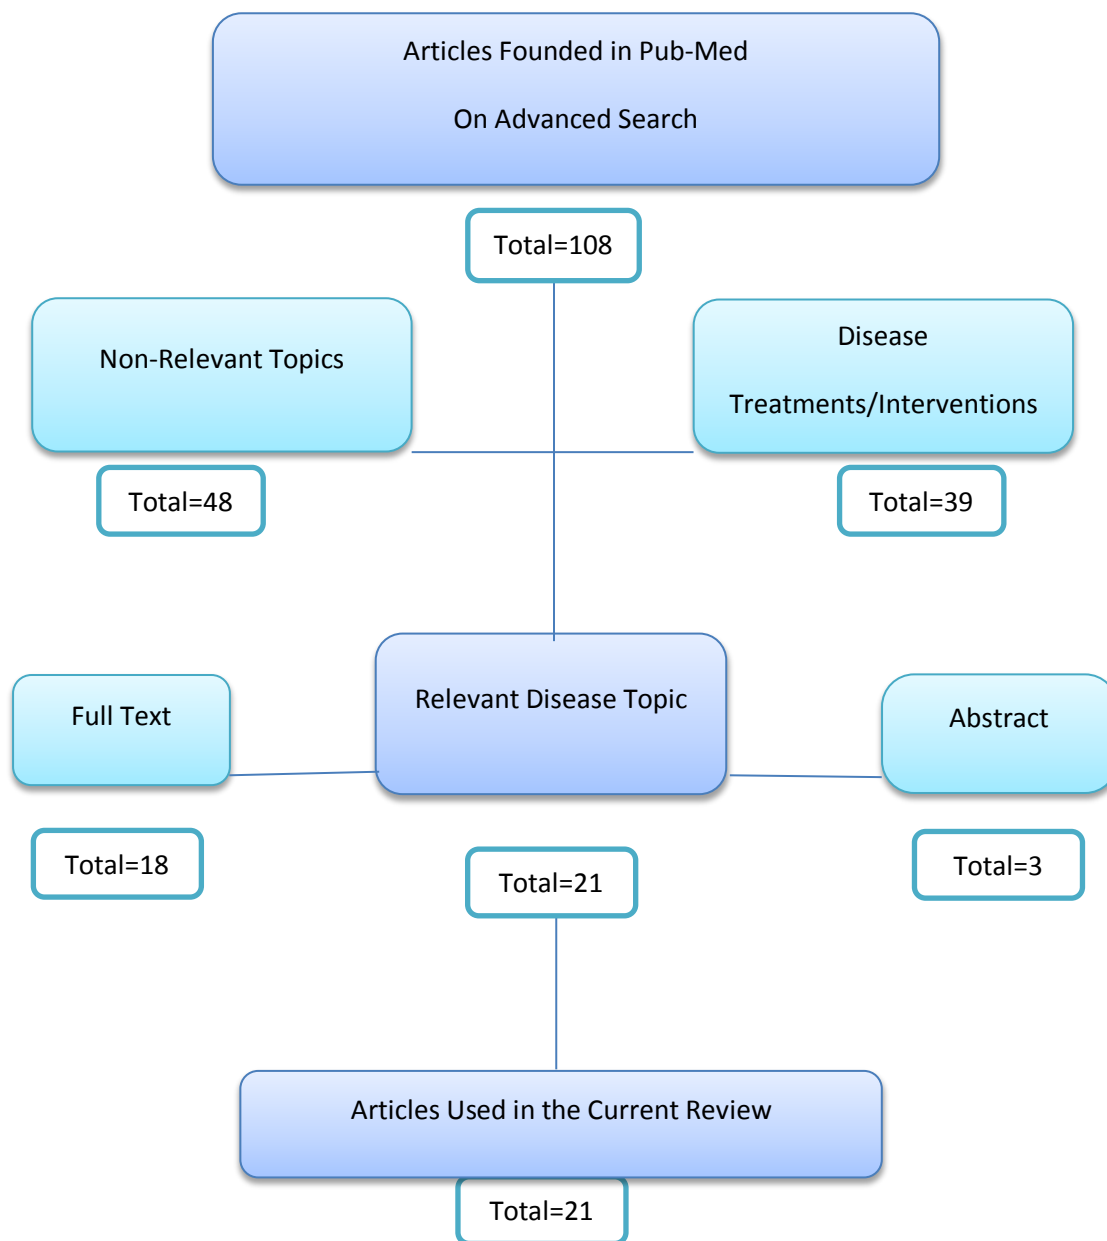 Articles Founded in Pub-Med
On Advanced Search
Total=108
Non-Relevant Topics
Total=48
Disease
Treatments/Interventions
Total=39
Full Text
Total=18
Relevant Disease Topic
Total=21
Abstract
Total=3
Articles Used in the Current Review
Total=21